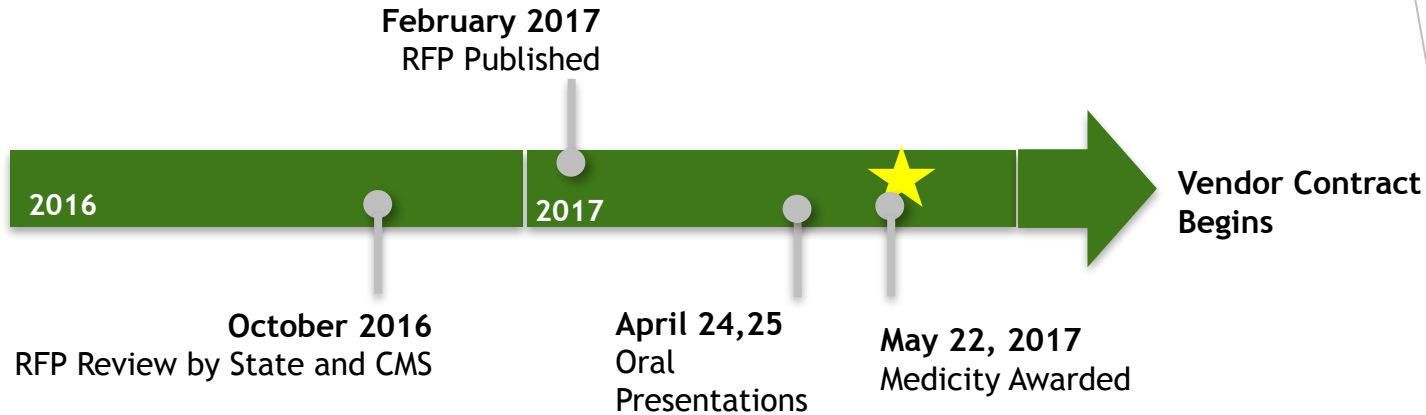 February 2017
RFP Published
2016
2017
Vendor Contract
Begins
October 2016
RFP Review by State and CMS
April 24,25
Oral
Presentations
May 22, 2017
Medicity Awarded